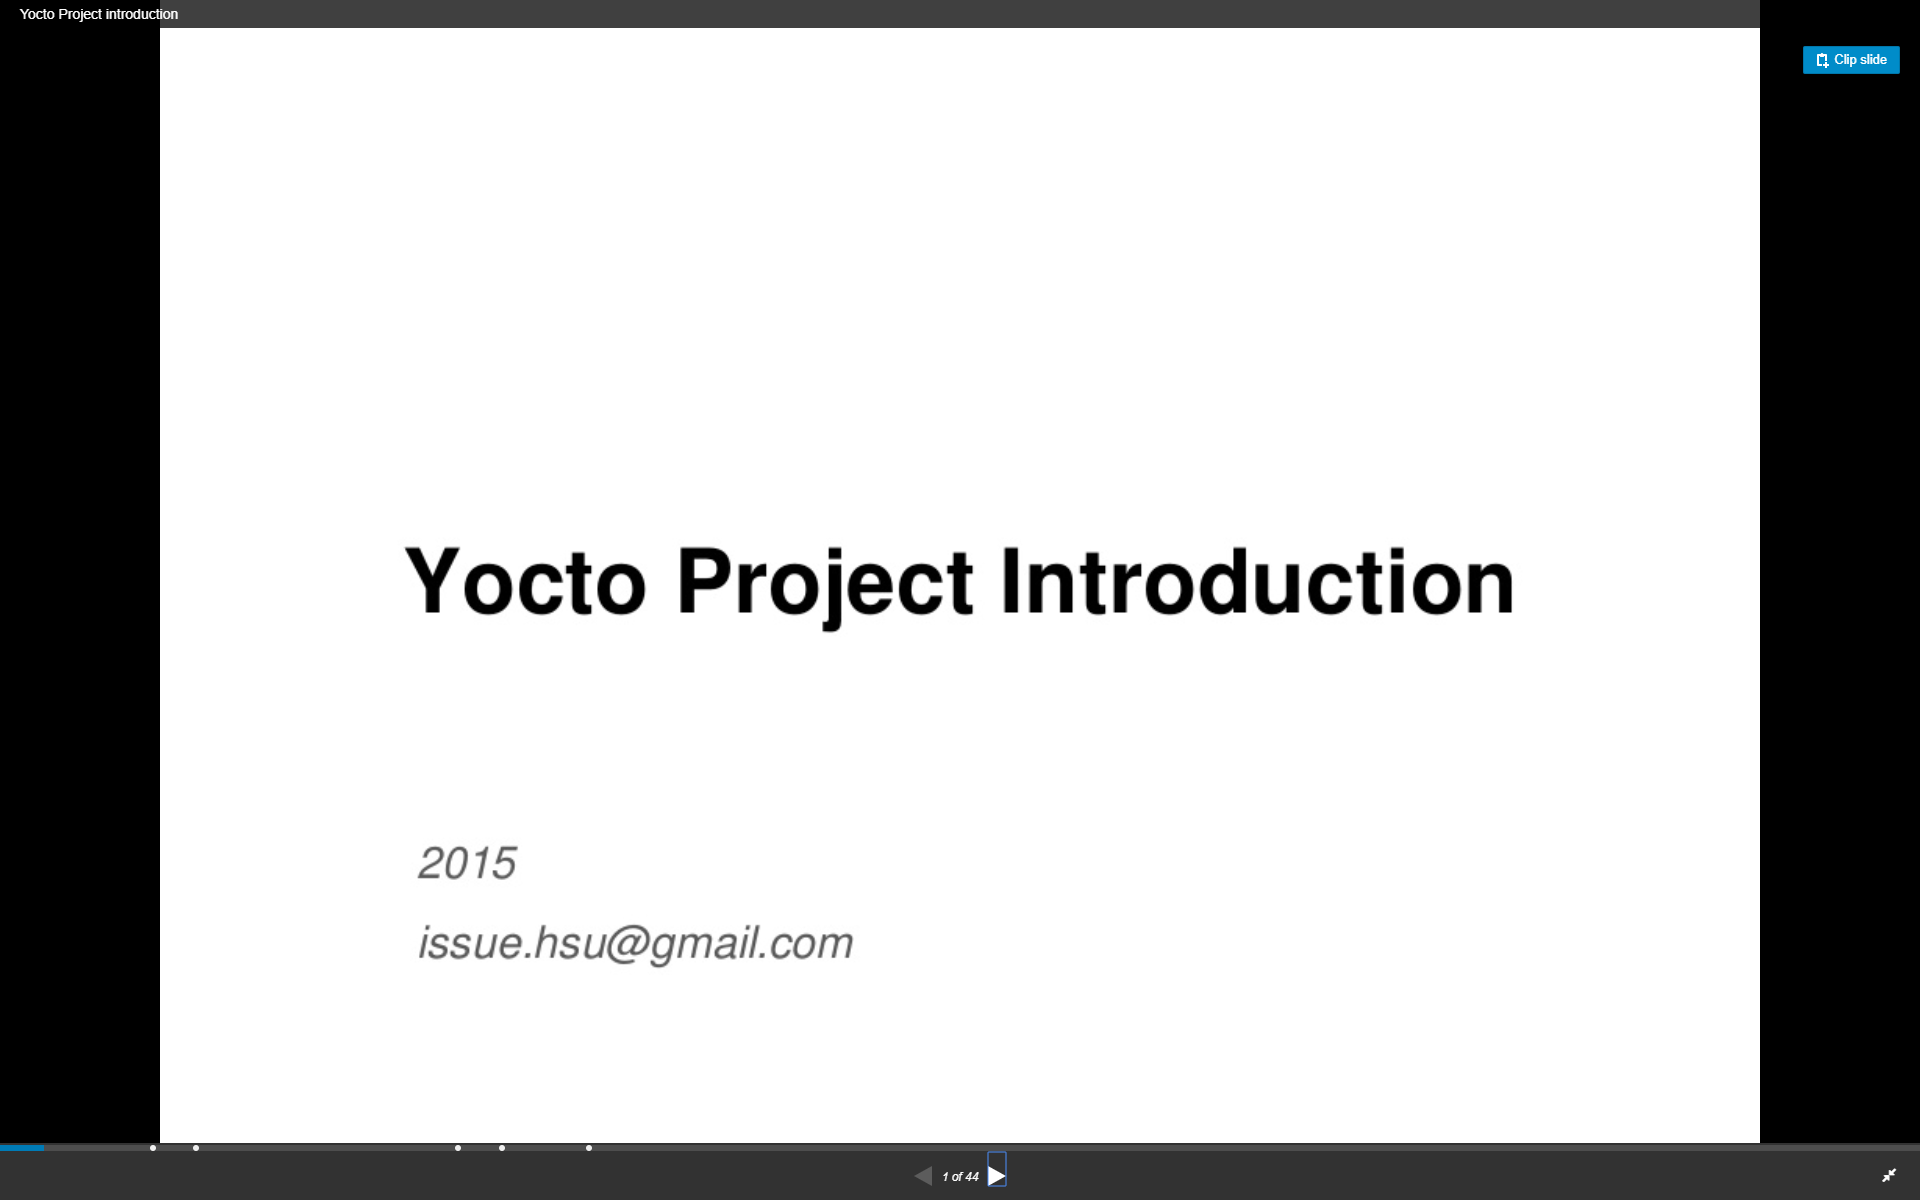 Yocto Project introduction
Clip slide
Yocto Project Introduction
2015
issue.hsu@gmail.com
1 of 44